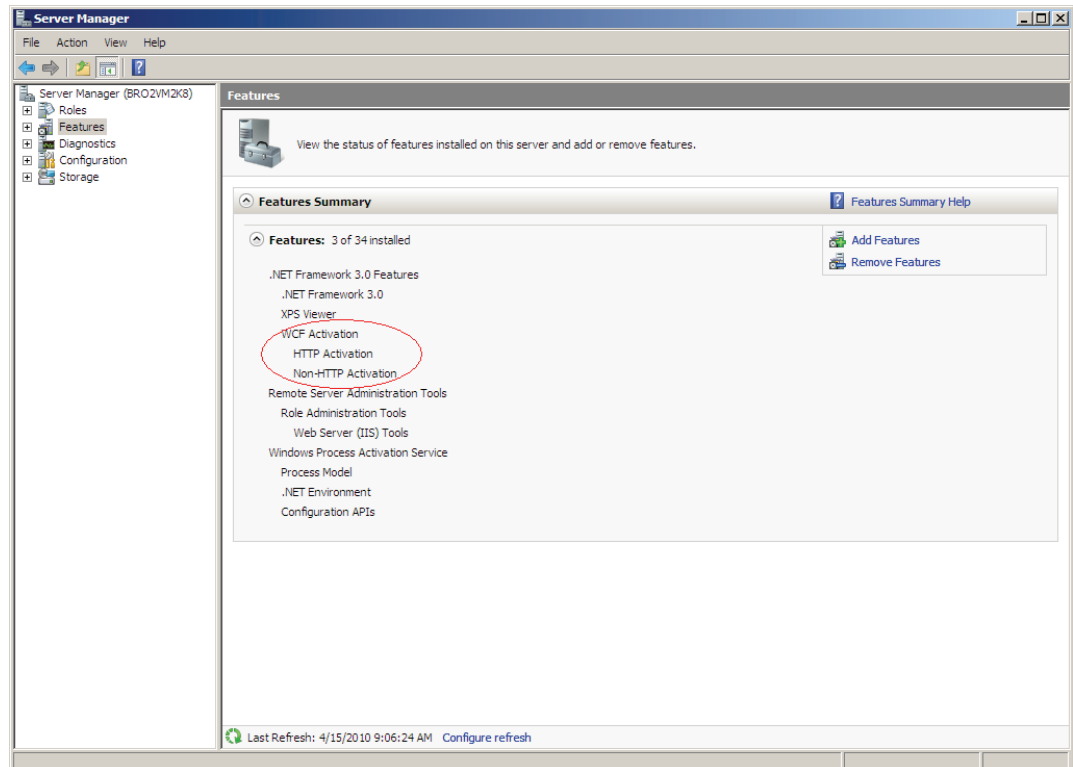 Server Manager
File Action View Help
Server Manager (BRO2VM2K8)
Roles
Features
Diagnostics
Configuration
Storage
Features
View the status of features installed on this server and add or remove features.
Features Summary
Features Summary Help
Features: 3 of 34 installed
Add Features
Remove Features
.NET Framework 3.0 Features
.NET Framework 3.0
XPS Viewer
WCF Activation
HTTP Activation
Non-HTTP Activation
Remote Server Administration Tools
Role Administration Tools
Web Server (IIS) Tools
Windows Process Activation Service
Process Model
.NET Environment
Configuration APIs
Last Refresh: 4/15/2010 9:06:24 AM Configure refresh